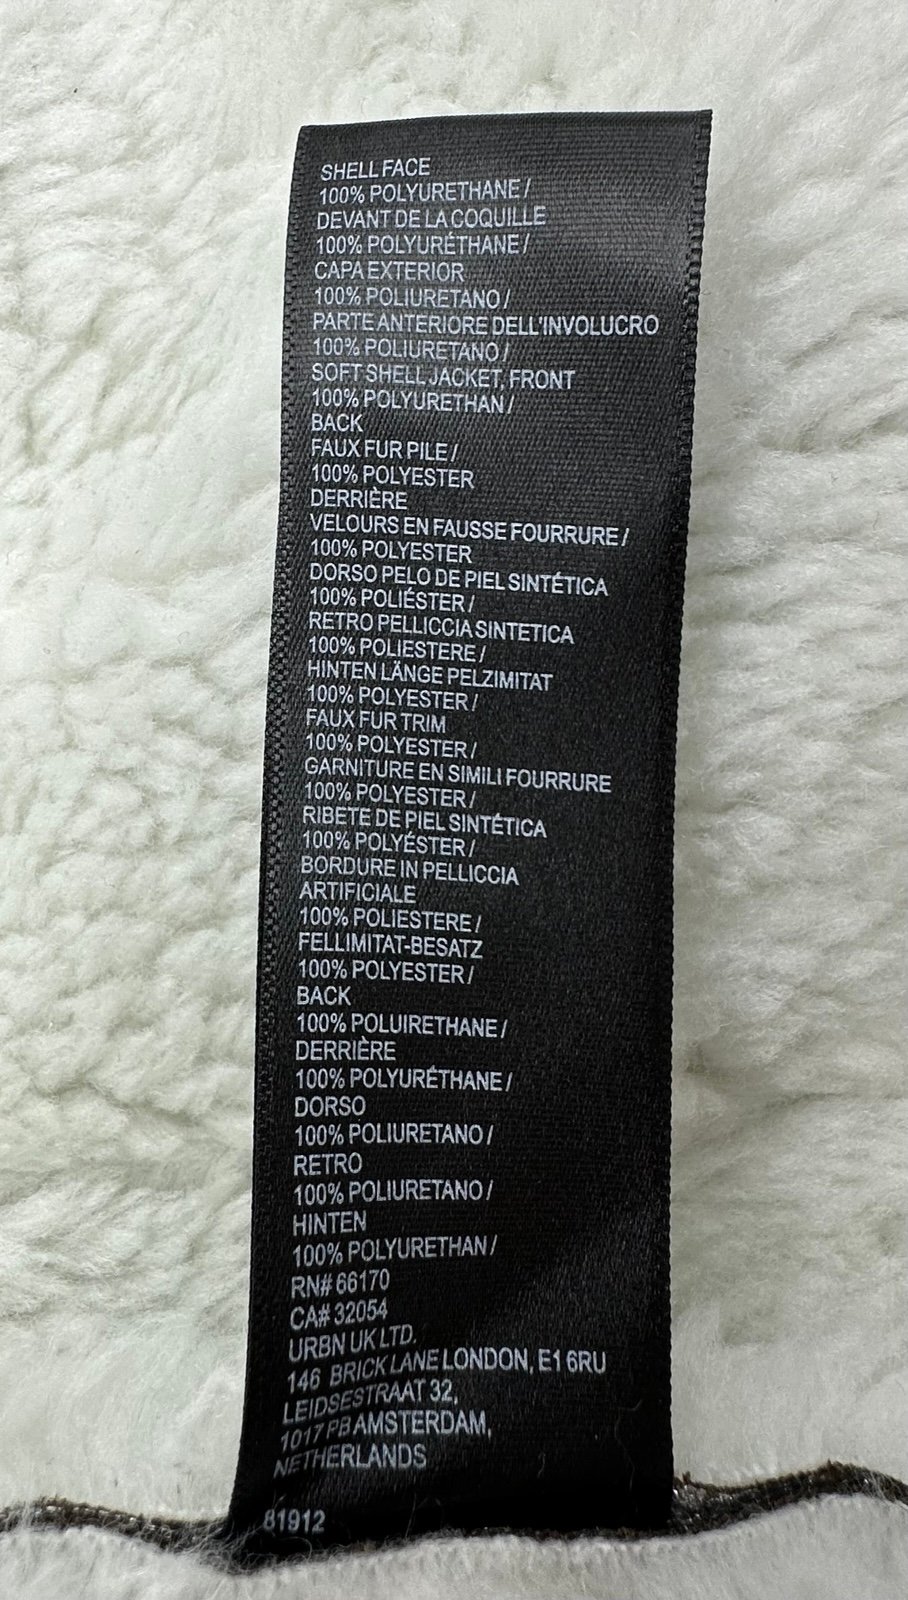 SHELL FACE
100% POLYURETHANE /
DEVANT DE LA COQUILLE
100% POLYURÉTHANE /
CAPA EXTERIOR
100% POLIURETANO /
PARTE ANTERIORE DELL'INVOLUCRO
100% POLIURETANO /
SOFT SHELL JACKET, FRONT
100% POLYURETHAN /
BACK
FAUX FUR PILE /
100% POLYESTER
DERRIÈRE
VELOURS EN FAUSSE FOURRURE /
100% POLYESTER
DORSO PELO DE PIEL SINTÉTICA
100% POLIÉSTER /
RETRO PELLICCIA SINTETICA
100% POLIESTERE /
HINTEN LÄNGE PELZIMITAT
100% POLYESTER /
FAUX FUR TRIM
100% POLYESTER /
GARNITURE EN SIMILI FOURRURE
100% POLYESTER /
RIBETE DE PIEL SINTÉTICA
100% POLYÉSTER /
BORDURE IN PELLICCIA
ARTIFICIALE
100% POLIESTERE /
FELLIMITAT-BESATZ
100% POLYESTER /
BACK
100% POLUIRETHANE /
DERRIÈRE
100% POLYURÉTHANE /
DORSO
100% POLIURETANO /
RETRO
100% POLIURETANO /
HINTEN
100% POLYURETHAN /
RN# 66170
CA# 32054
URBN UK LTD.
146 BRICK LANE LONDON, E1 6RU
LEIDSESTRAAT 32,
1017 PB AMSTERDAM,
NETHERLANDS
81912